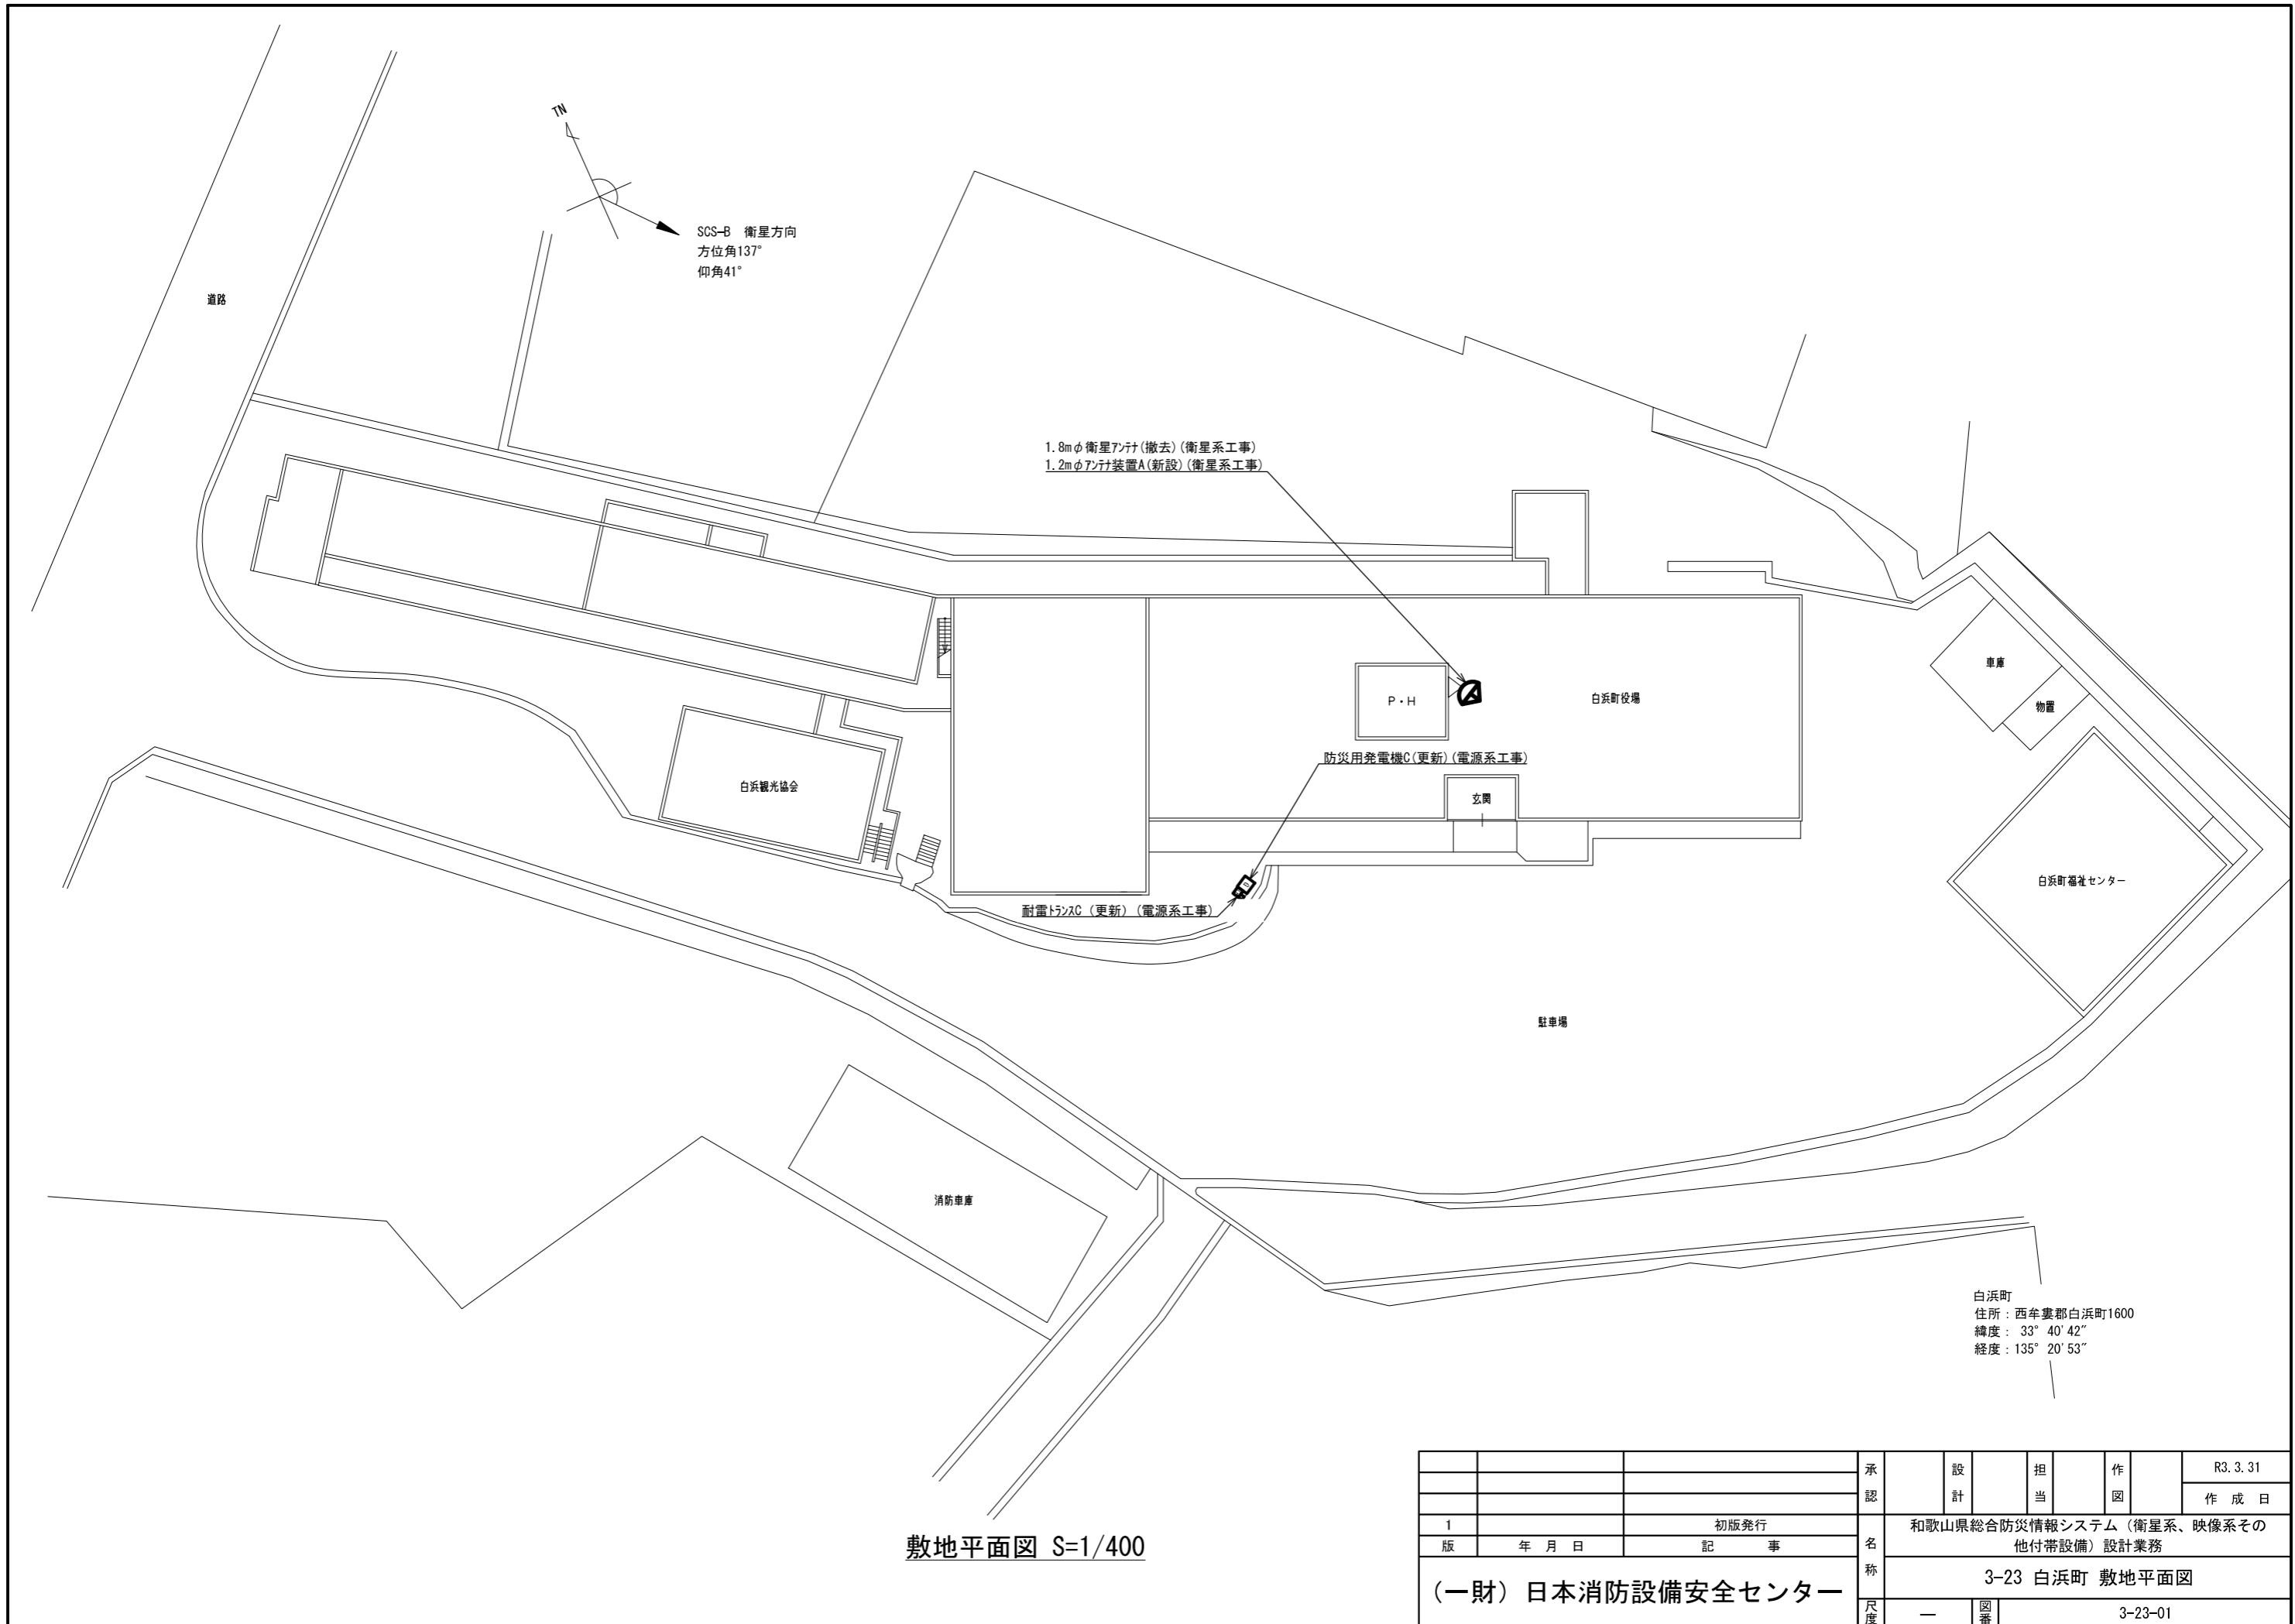 TN
SCS-B 衛星方向
方位角137°
仰角41°
道路
1.8mφ衛星ｱﾝﾃﾅ(撤去)(衛星系工事)
1.2mφｱﾝﾃﾅ装置A(新設)(衛星系工事)
車庫
物置
P・H
白浜町役場
防災用発電機C(更新)(電源系工事)
白浜観光協会
玄関
白浜町福祉センター
耐雷ﾄﾗﾝｽC（更新）(電源系工事)
駐車場
消防車庫
白浜町
住所：西牟婁郡白浜町1600
緯度： 33° 40′42″
経度：135° 20′53″
敷地平面図 S=1/400
承認
設計
担当
作図
R3.3.31
作 成 日
1 初版発行
版 年 月 日 記 事
名称
和歌山県総合防災情報システム（衛星系、映像系その
他付帯設備）設計業務
3-23 白浜町 敷地平面図
（一財）日本消防設備安全センター
尺度 ― 図番 3-23-01